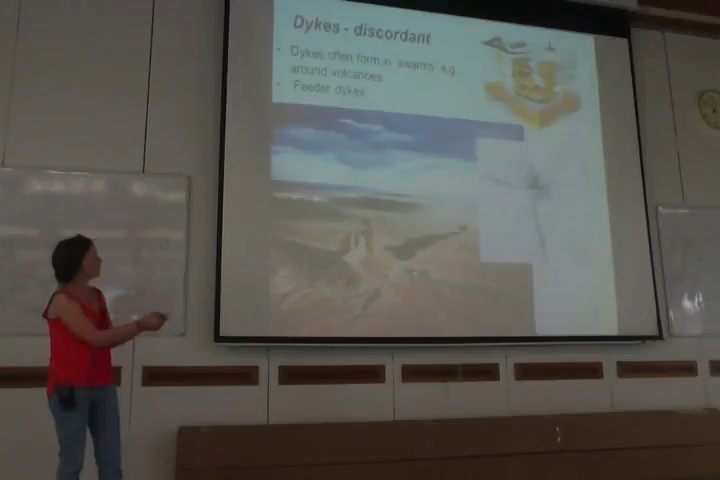 Dykes - discordant
• Dykes often form in swarms e.g
around volcanoes
• 'Feeder dykes'